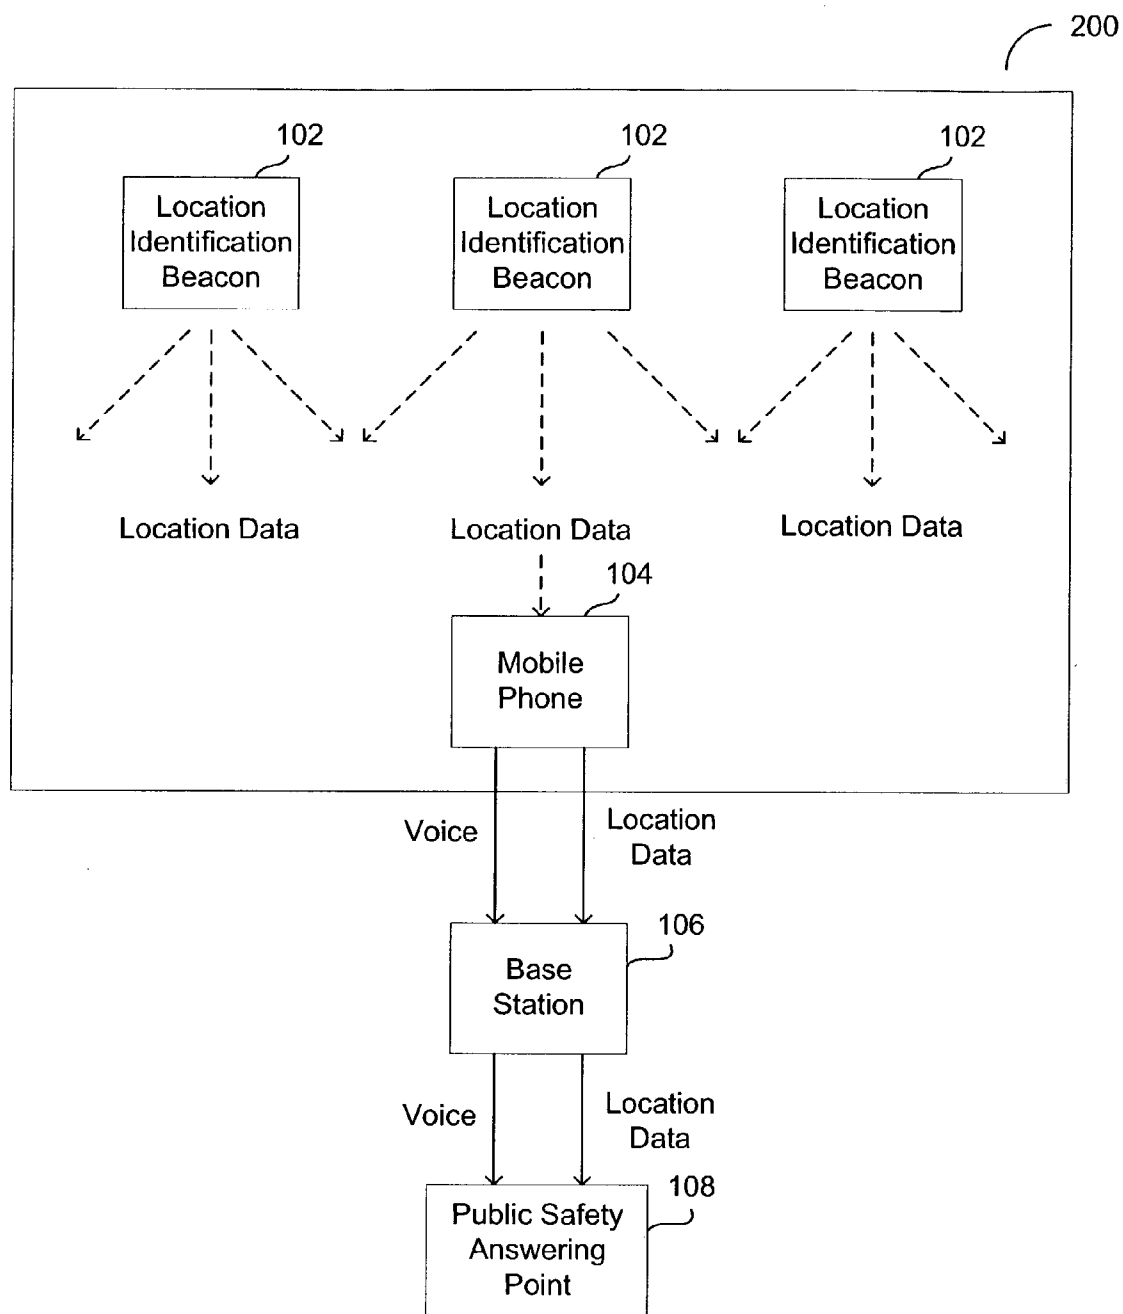 200
102
102
102
Location
Identification
Beacon
Location
Identification
Beacon
Location
Identification
Beacon
Location Data
Location Data
Location Data
104
Mobile
Phone
Voice
Location
Data
106
Base
Station
Voice
Location
Data
108
Public Safety
Answering
Point